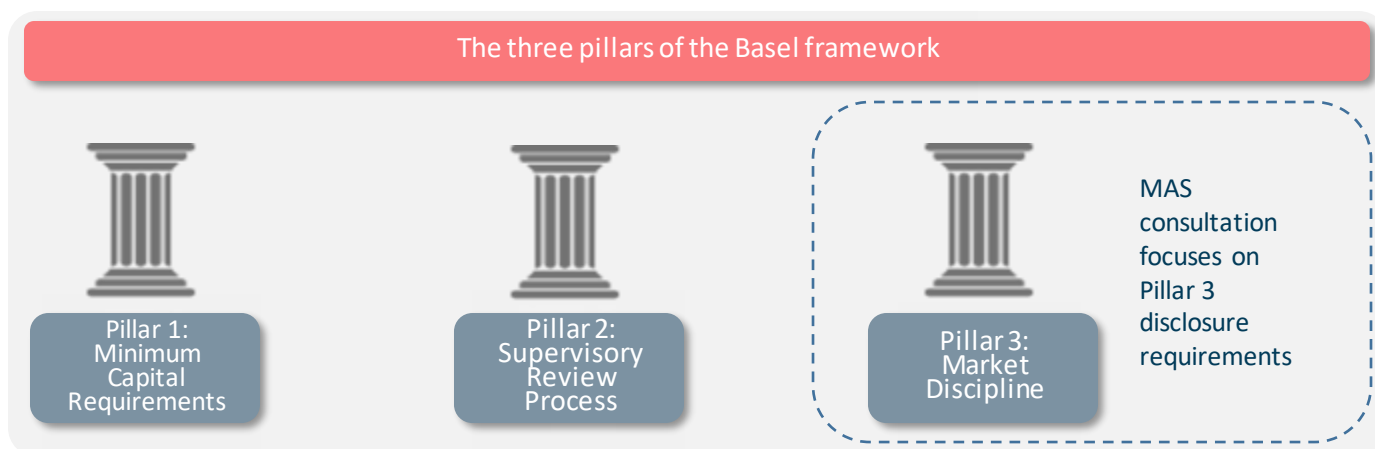 The three pillars of the Basel framework
Pillar 1:
Minimum
Capital
Requirements
Pillar 2:
Supervisory
Review
Process
Pillar 3:
Market
Discipline
MAS
consultation
focuses on
Pillar 3
disclosure
requirements